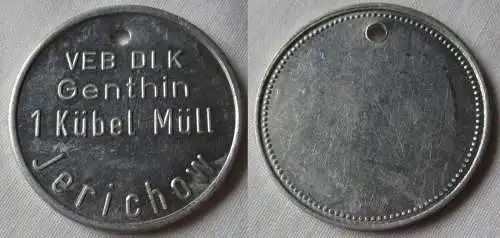 VEB DLK
Genthin
1 Kübel Müll
Jerichow